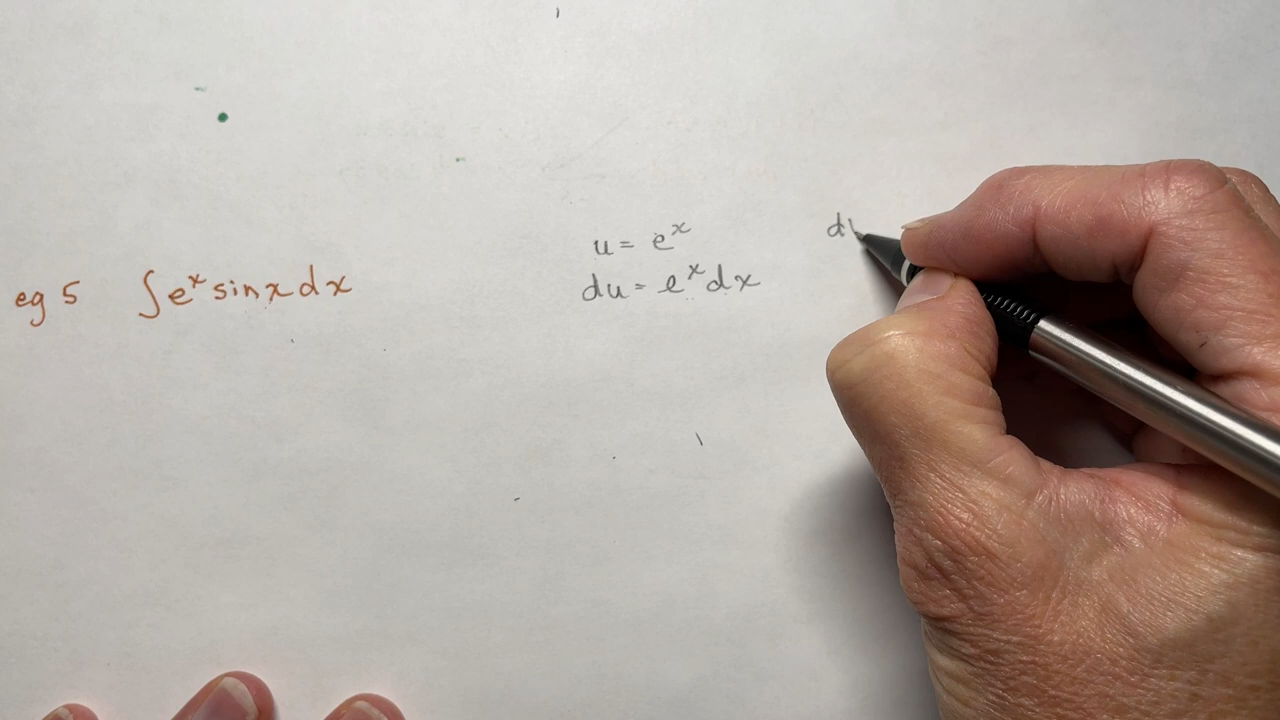 eg 5 ∫eˣ sin x dx
u = eˣ
du = eˣ dx